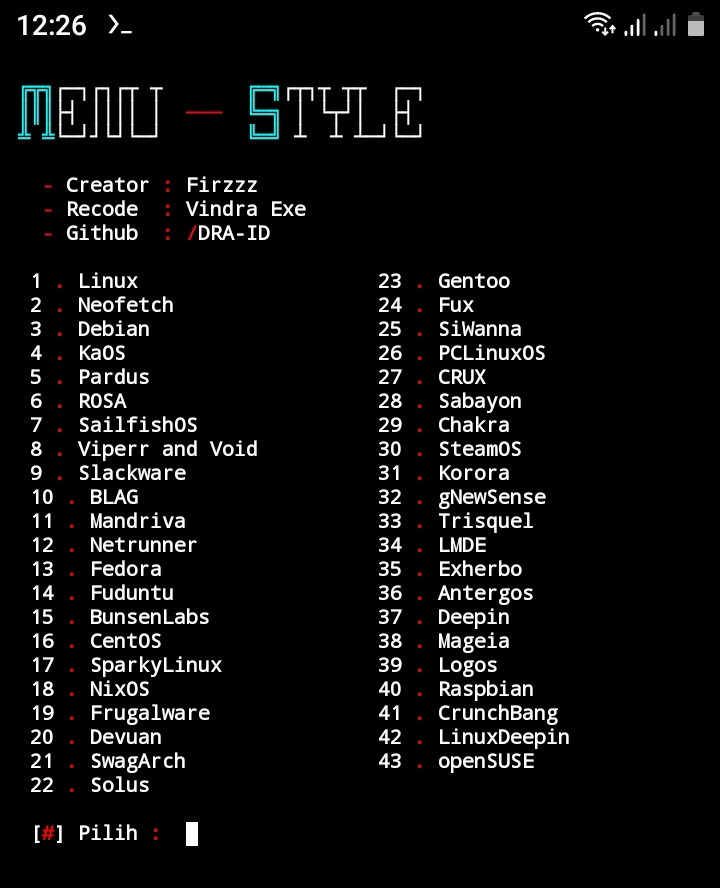 12:26
MENU — STYLE
- Creator : Firzzz
- Recode : Vindra Exe
- Github : /DRA-ID
1 . Linux
2 . Neofetch
3 . Debian
4 . KaOS
5 . Pardus
6 . ROSA
7 . SailfishOS
8 . Viperr and Void
9 . Slackware
10 . BLAG
11 . Mandriva
12 . Netrunner
13 . Fedora
14 . Fuduntu
15 . BunsenLabs
16 . CentOS
17 . SparkyLinux
18 . NixOS
19 . Frugalware
20 . Devuan
21 . SwagArch
22 . Solus
23 . Gentoo
24 . Fux
25 . SiWanna
26 . PCLinuxOS
27 . CRUX
28 . Sabayon
29 . Chakra
30 . SteamOS
31 . Korora
32 . gNewSense
33 . Trisquel
34 . LMDE
35 . Exherbo
36 . Antergos
37 . Deepin
38 . Mageia
39 . Logos
40 . Raspbian
41 . CrunchBang
42 . LinuxDeepin
43 . openSUSE
[#] Pilih :